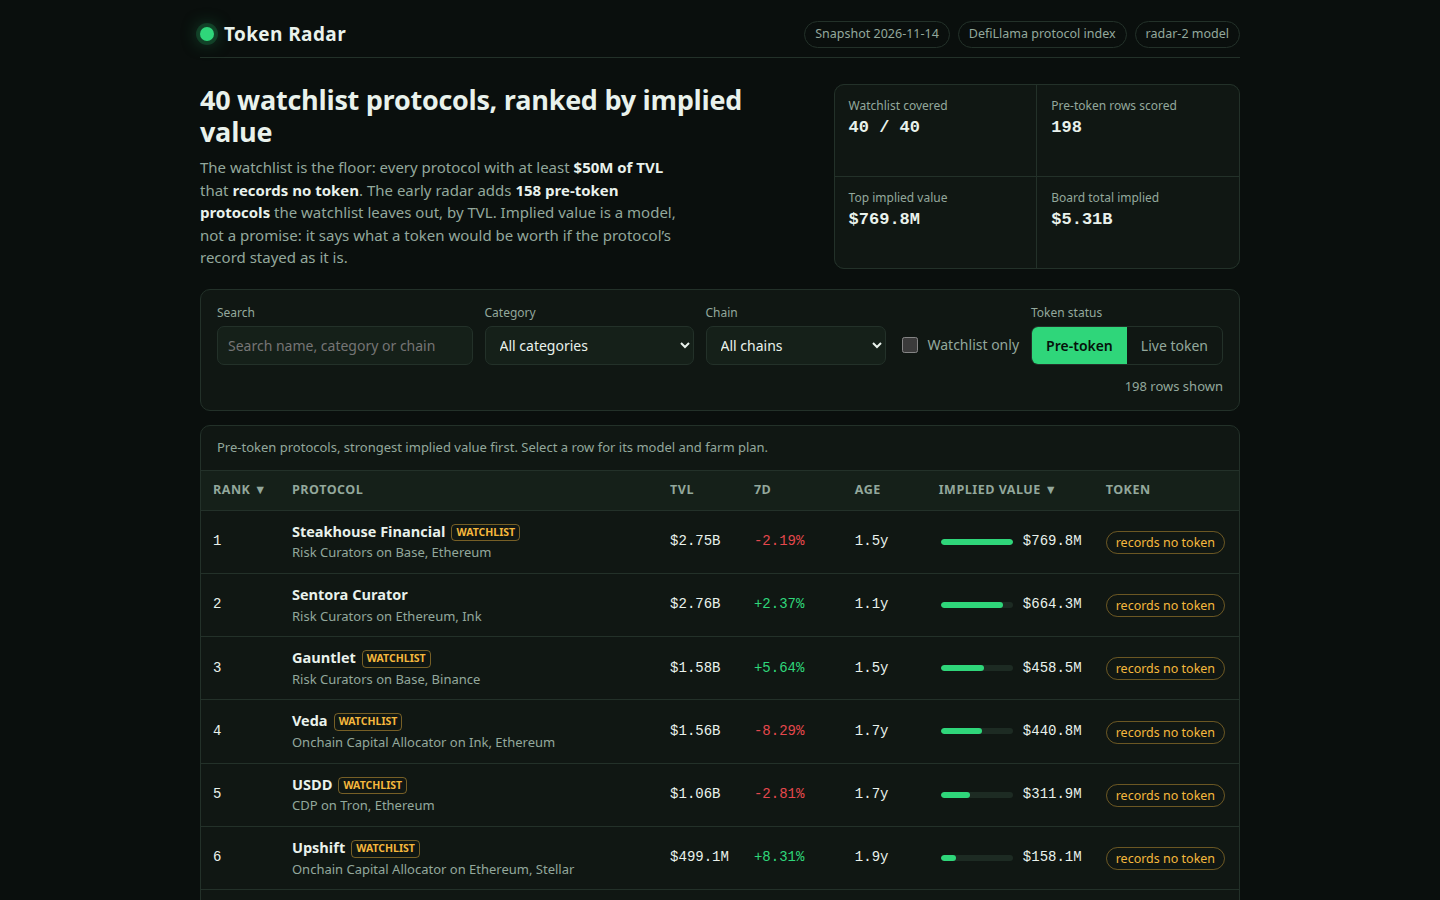 Token Radar
Snapshot 2026-11-14
DefiLlama protocol index
radar-2 model
40 watchlist protocols, ranked by implied
value
The watchlist is the floor: every protocol with at least $50M of TVL
that records no token. The early radar adds 158 pre-token
protocols the watchlist leaves out, by TVL. Implied value is a model,
not a promise: it says what a token would be worth if the protocol’s
record stayed as it is.
Watchlist covered
40 / 40
Pre-token rows scored
198
Top implied value
$769.8M
Board total implied
$5.31B
Search
Search name, category or chain
Category
All categories
Chain
All chains
Watchlist only
Token status
Pre-token
Live token
198 rows shown
Pre-token protocols, strongest implied value first. Select a row for its model and farm plan.
RANK ▼ PROTOCOL TVL 7D AGE IMPLIED VALUE ▼ TOKEN
1 Steakhouse Financial WATCHLIST $2.75B -2.19% 1.5y $769.8M records no token
Risk Curators on Base, Ethereum
2 Sentora Curator $2.76B +2.37% 1.1y $664.3M records no token
Risk Curators on Ethereum, Ink
3 Gauntlet WATCHLIST $1.58B +5.64% 1.5y $458.5M records no token
Risk Curators on Base, Binance
4 Veda WATCHLIST $1.56B -8.29% 1.7y $440.8M records no token
Onchain Capital Allocator on Ink, Ethereum
5 USDD WATCHLIST $1.06B -2.81% 1.7y $311.9M records no token
CDP on Tron, Ethereum
6 Upshift WATCHLIST $499.1M +8.31% 1.9y $158.1M records no token
Onchain Capital Allocator on Ethereum, Stellar